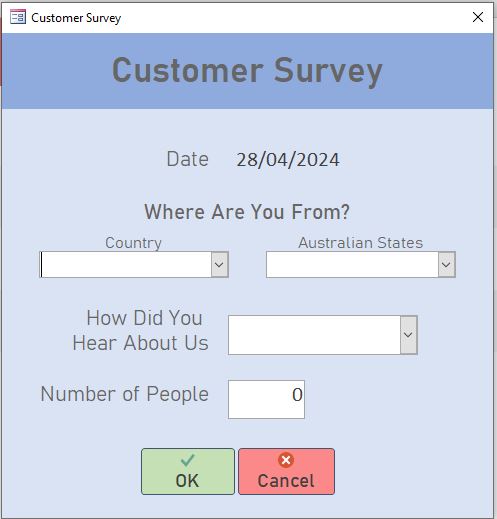 Customer Survey
Customer Survey
Date 28/04/2024
Where Are You From?
Country Australian States
How Did You
Hear About Us
Number of People 0
OK Cancel